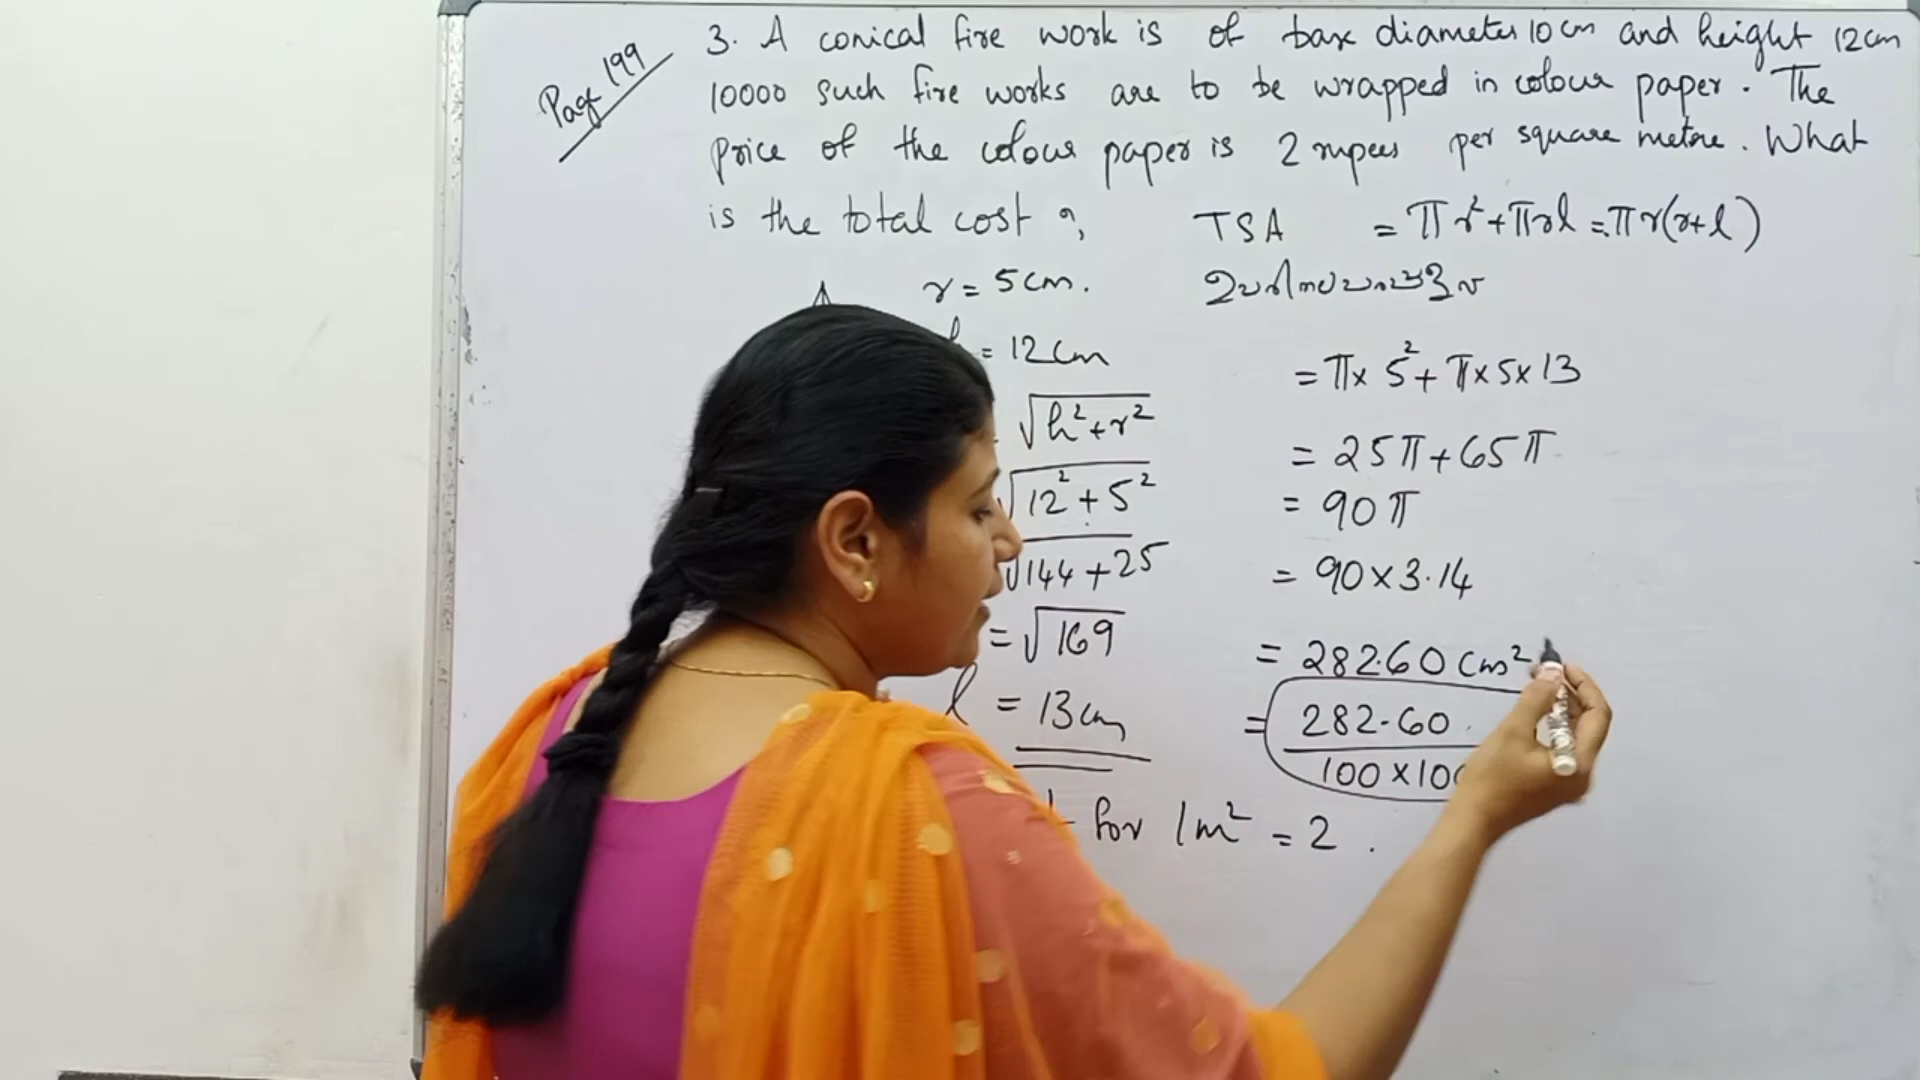 Page 199
3. A conical fire work is of base diameter 10 cm and height 12 cm
10000 such fire works are to be wrapped in colour paper. The
price of the colour paper is 2 rupees per square metre. What
is the total cost?
r = 5 cm.
= 12 cm
√h² + r²
√12² + 5²
√144 + 25
= √169
l = 13 cm
for 1 m² = 2
TSA = πr² + πrl = πr(r+l)
= π × 5² + π × 5 × 13
= 25π + 65π
= 90π
= 90 × 3.14
= 282.60 cm²
= 282.60
100 × 10